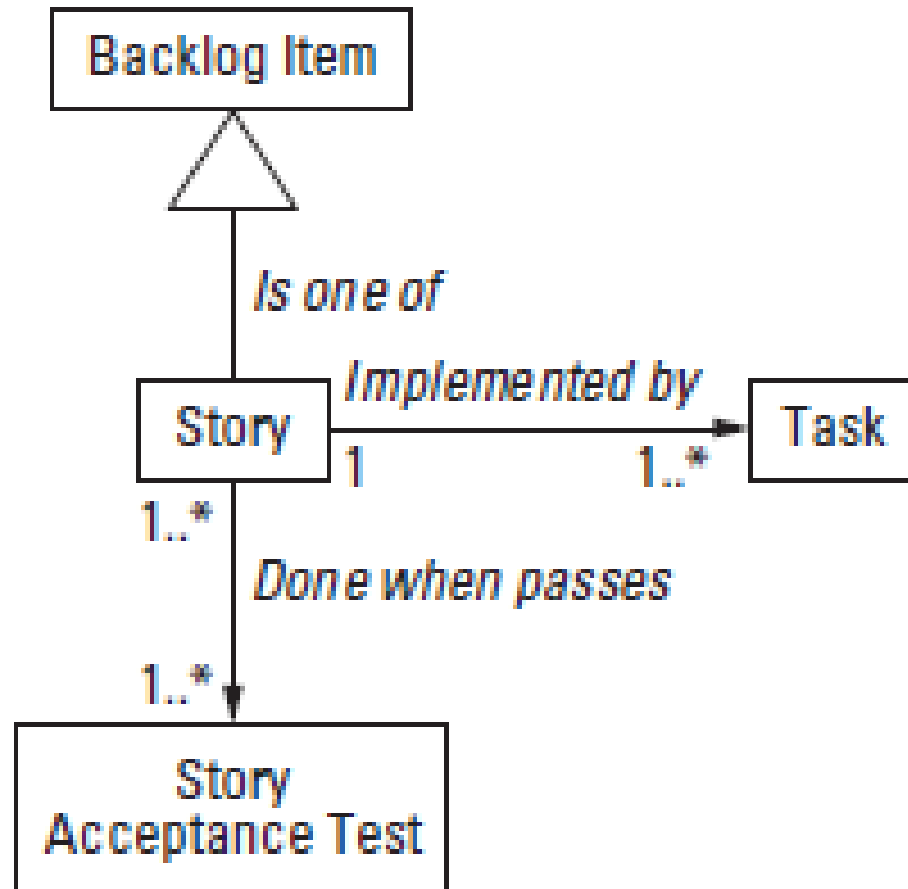 Backlog Item
Is one of
Implemented by
Story
Task
1
1..*
1..*
Done when passes
1..*
Story
Acceptance Test